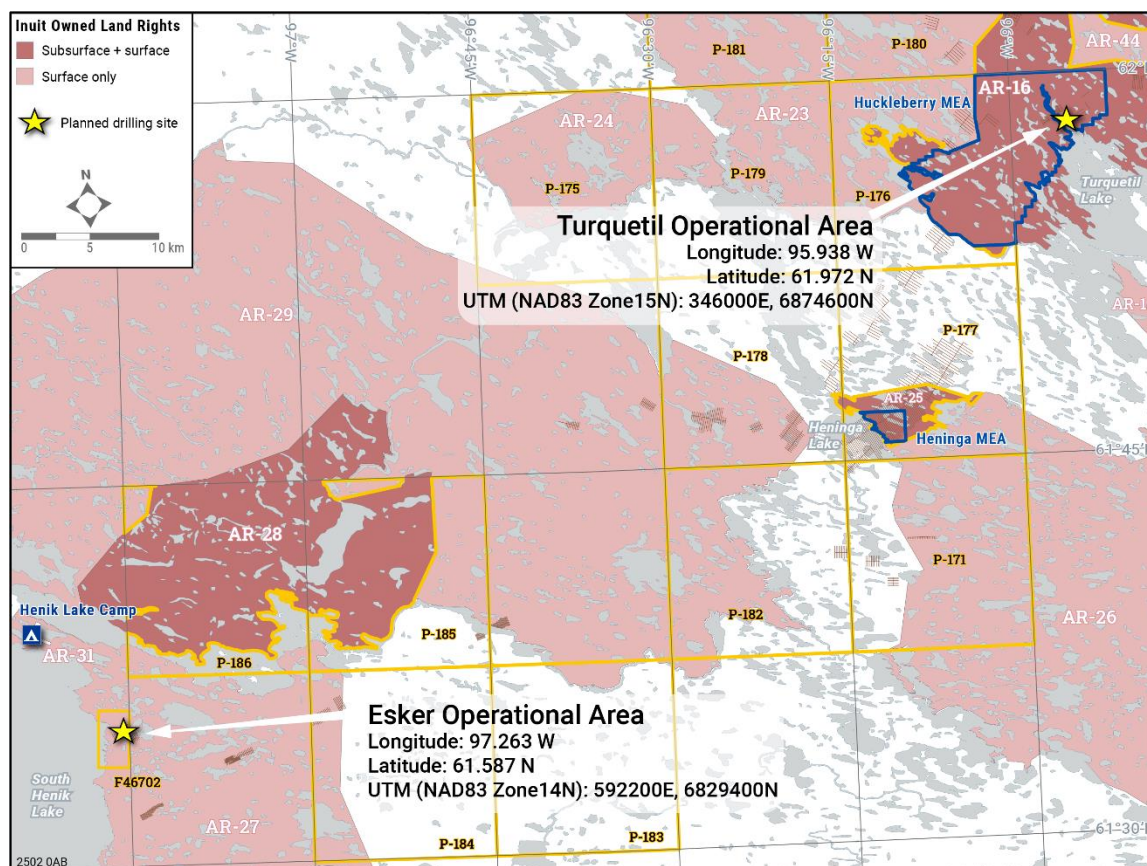 Inuit Owned Land Rights
Subsurface + surface
Surface only
Planned drilling site
N
0 5 10 km
97°W
96°45'W
96°30'W
96°15'W
96°W
P-181
P-180
AR-44
AR-16
Huckleberry MEA
AR-24
AR-23
P-175
P-179
P-176
Turquetil
Lake
Turquetil Operational Area
Longitude: 95.938 W
Latitude: 61.972 N
UTM (NAD83 Zone15N): 346000E, 6874600N
AR-29
P-178
P-177
AR-25
Heninga
Lake
Heninga MEA
61°45'N
AR-28
P-171
Henik Lake Camp
AR-31
P-185
P-182
AR-26
P-186
Esker Operational Area
Longitude: 97.263 W
Latitude: 61.587 N
UTM (NAD83 Zone14N): 592200E, 6829400N
F46702
South
Henik
Lake
AR-27
P-184
P-183
61°30'N
2502 0AB